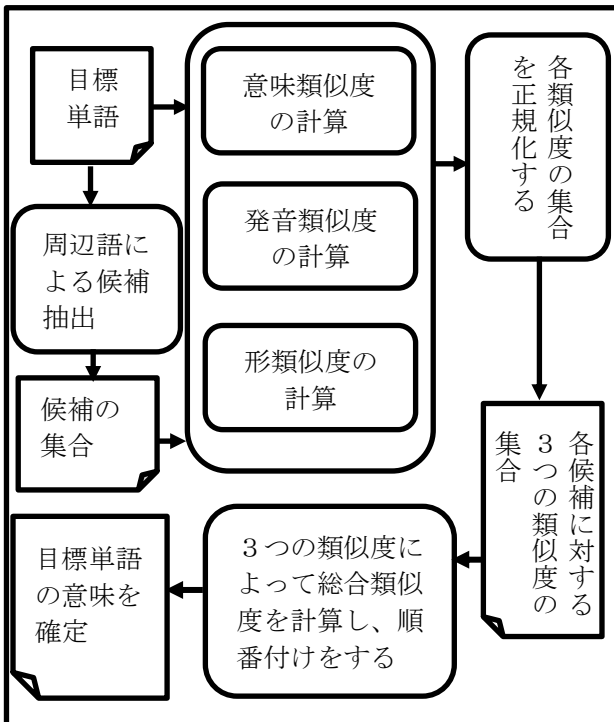 目標
単語
周辺語に
よる候補
抽出
候補の
集合
意味類似度
の計算
発音類似度
の計算
形類似度の
計算
各類似度の集合
を正規化する
各候補に対する
３つの類似度の
集合
３つの類似度に
よって総合類似
度を計算し、順
番付けをする
目標単語
の意味を
確定